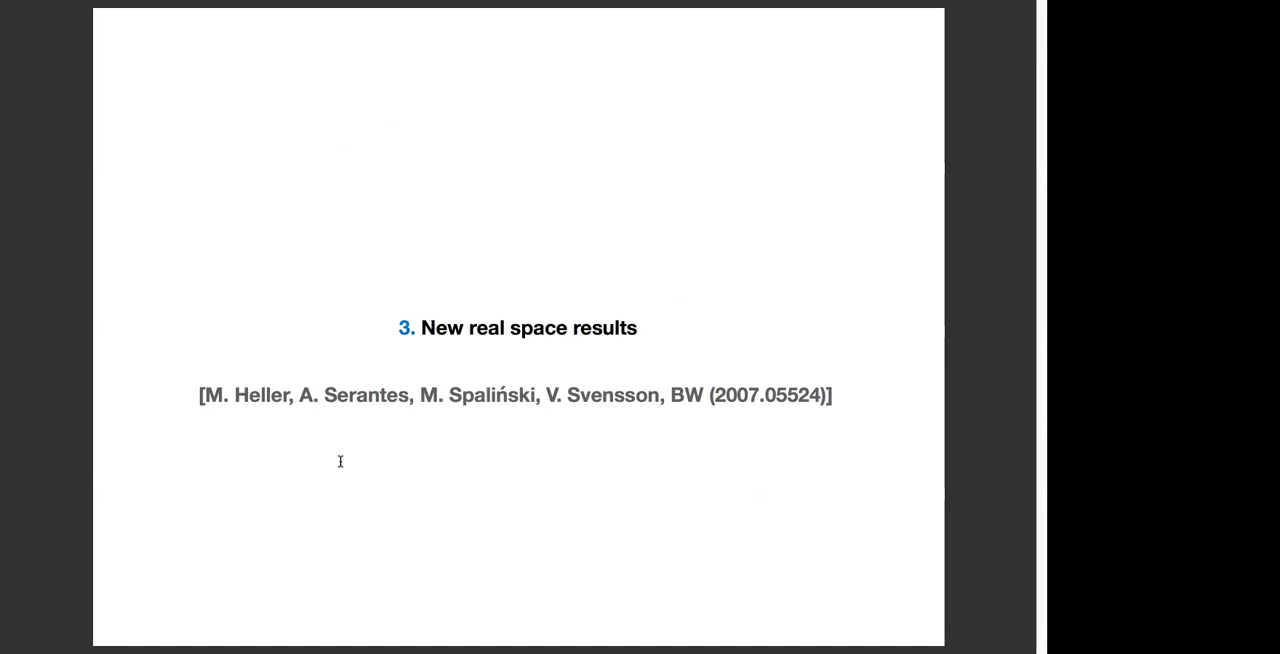 3. New real space results
[M. Heller, A. Serantes, M. Spaliński, V. Svensson, BW (2007.05524)]